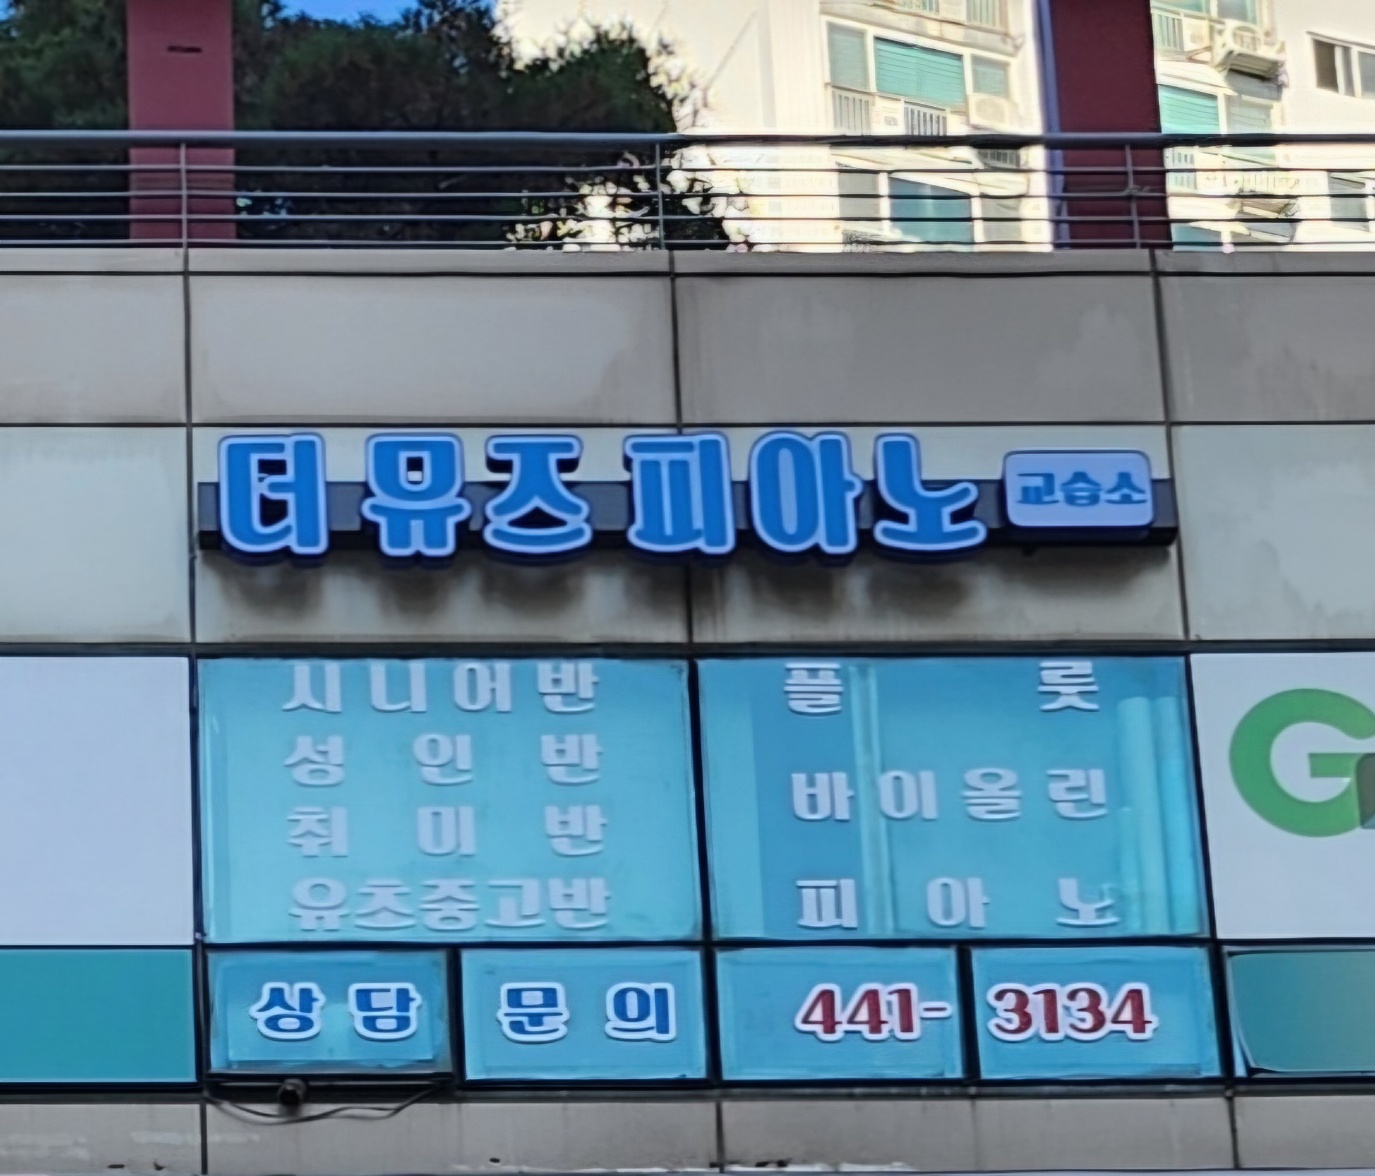 더 뮤즈 피아노 교습소
시니어반
성인반
취미반
유초중고반
플룻
바이올린
피아노
상담 문의 441-3134
G